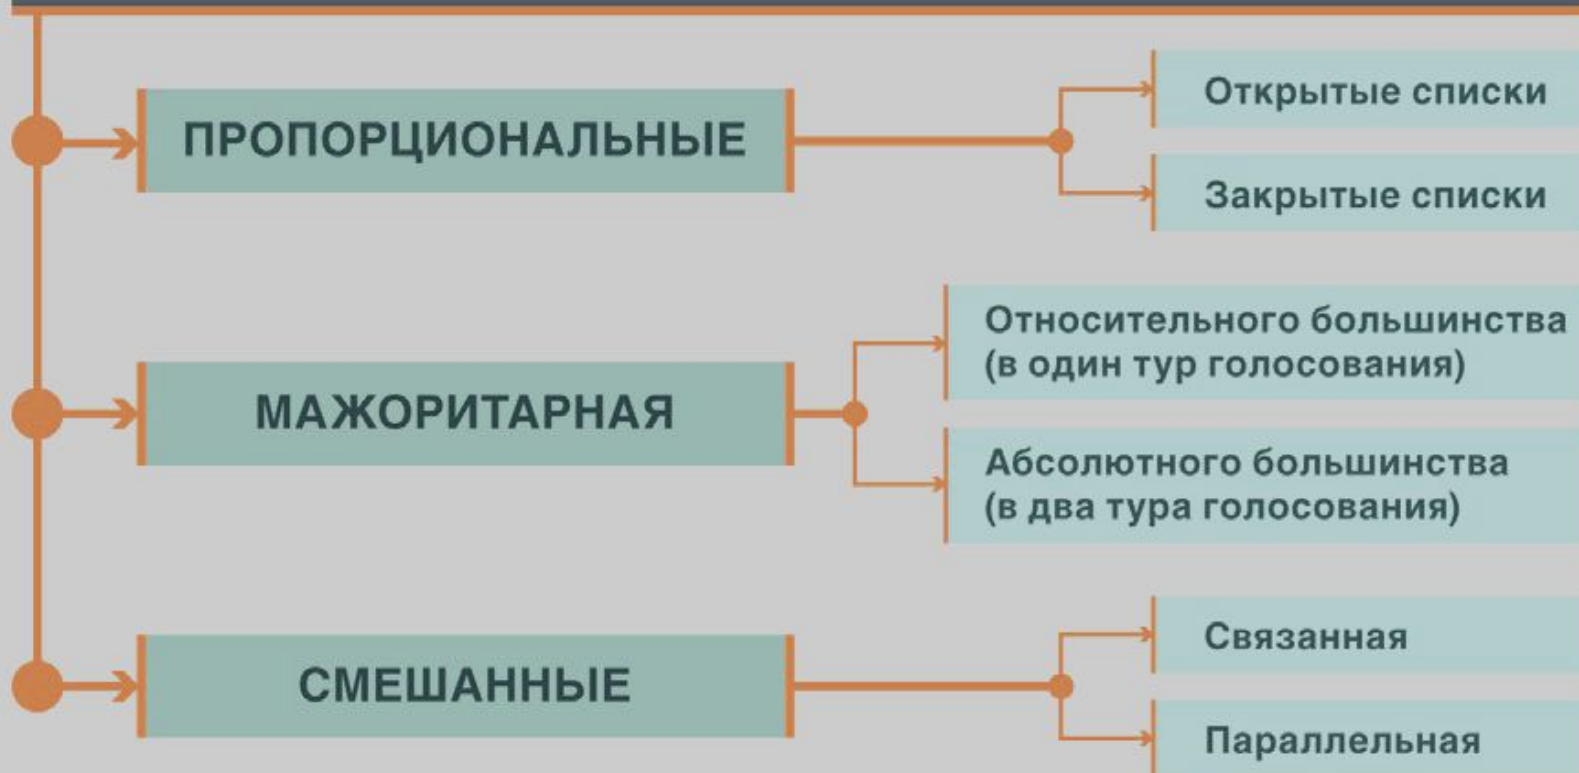 ПРОПОРЦИОНАЛЬНЫЕ
Открытые списки
Закрытые списки
МАЖОРИТАРНАЯ
Относительного большинства
(в один тур голосования)
Абсолютного большинства
(в два тура голосования)
СМЕШАННЫЕ
Связанная
Параллельная